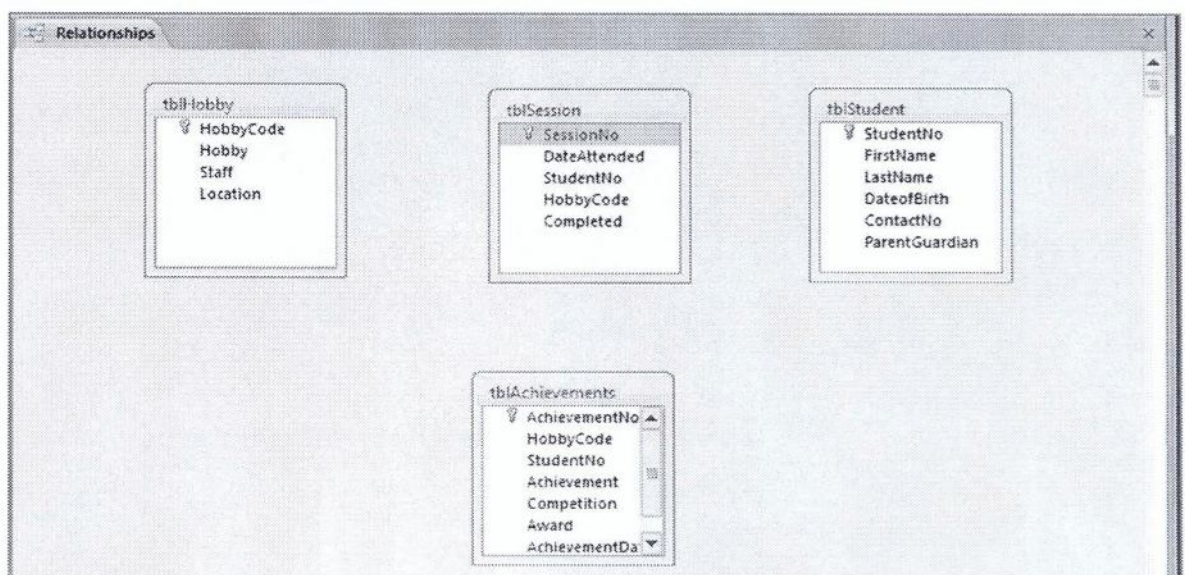 Relationships
tblHobby
HobbyCode
Hobby
Staff
Location
tblSession
SessionNo
DateAttended
StudentNo
HobbyCode
Completed
tblStudent
StudentNo
FirstName
LastName
DateofBirth
ContactNo
ParentGuardian
tblAchievements
AchievementNo
HobbyCode
StudentNo
Achievement
Competition
Award
AchievementDa